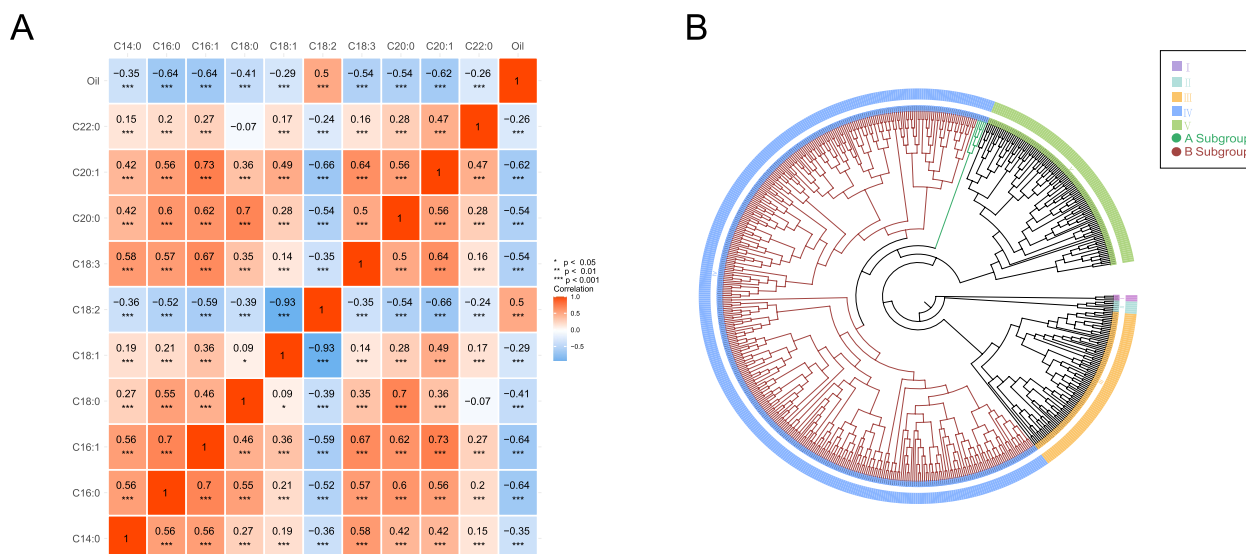 A
C14:0 C16:0 C16:1 C18:0 C18:1 C18:2 C18:3 C20:0 C20:1 C22:0 Oil
Oil −0.35 −0.64 −0.64 −0.41 −0.29 0.5 −0.54 −0.54 −0.62 −0.26 1
*** *** *** *** *** *** *** *** *** ***
C22:0 0.15 0.2 0.27 −0.07 0.17 −0.24 0.16 0.28 0.47 1 −0.26
*** *** *** *** *** *** *** *** ***
C20:1 0.42 0.56 0.73 0.36 0.49 −0.66 0.64 0.56 1 0.47 −0.62
*** *** *** *** *** *** *** *** *** ***
C20:0 0.42 0.6 0.62 0.7 0.28 −0.54 0.5 1 0.56 0.28 −0.54
*** *** *** *** *** *** *** *** *** ***
C18:3 0.58 0.57 0.67 0.35 0.14 −0.35 1 0.5 0.64 0.16 −0.54
*** *** *** *** *** *** *** *** *** ***
C18:2 −0.36 −0.52 −0.59 −0.39 −0.93 1 −0.35 −0.54 −0.66 −0.24 0.5
*** *** *** *** *** *** *** *** *** ***
C18:1 0.19 0.21 0.36 0.09 1 −0.93 0.14 0.28 0.49 0.17 −0.29
*** *** *** * *** *** *** *** *** ***
C18:0 0.27 0.55 0.46 1 0.09 −0.39 0.35 0.7 0.36 −0.07 −0.41
*** *** *** * *** *** *** *** ***
C16:1 0.56 0.7 1 0.46 0.36 −0.59 0.67 0.62 0.73 0.27 −0.64
*** *** *** *** *** *** *** *** *** ***
C16:0 0.56 1 0.7 0.55 0.21 −0.52 0.57 0.6 0.56 0.2 −0.64
*** *** *** *** *** *** *** *** *** ***
C14:0 1 0.56 0.56 0.27 0.19 −0.36 0.58 0.42 0.42 0.15 −0.35
*** *** *** *** *** *** *** *** *** ***
* p < 0.05
** p < 0.01
*** p < 0.001
Correlation
1.0
0.5
0.0
−0.5
B
I
II
III
IV
V
A Subgroup
B Subgroup